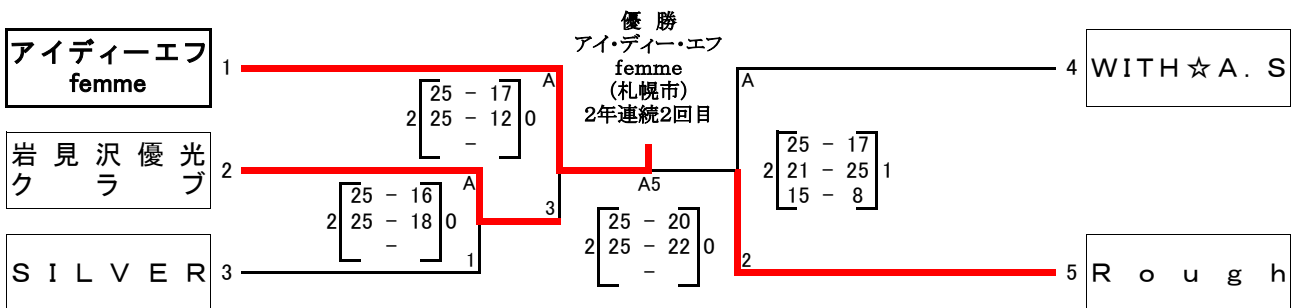 優 勝
アイ・ディー・エフ
femme
(札幌市)
2年連続2回目
アイディーエフ
femme
1
A
25 - 17
2 25 - 12 0
-
岩見沢優光
クラブ
2
A
3
25 - 16
2 25 - 18 0
-
SILVER
3
1
A5
25 - 20
2 25 - 22 0
-
4
WITH☆A.S
A
25 - 17
2 21 - 25 1
15 - 8
2
5
Rough